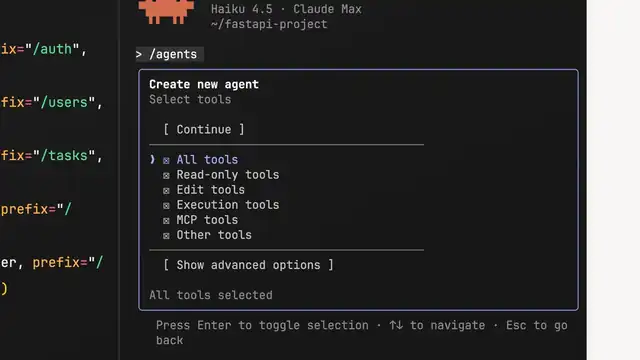 Haiku 4.5 · Claude Max
~/fastapi-project
ix="/auth",
> /agents
Create new agent
Select tools
fix="/users",
[ Continue ]
fix="/tasks",
❯ ☒ All tools
☒ Read-only tools
☒ Edit tools
☒ Execution tools
prefix="/
☒ MCP tools
☒ Other tools
er, prefix="/
[ Show advanced options ]
)
All tools selected
Press Enter to toggle selection · ↑↓ to navigate · Esc to go
back